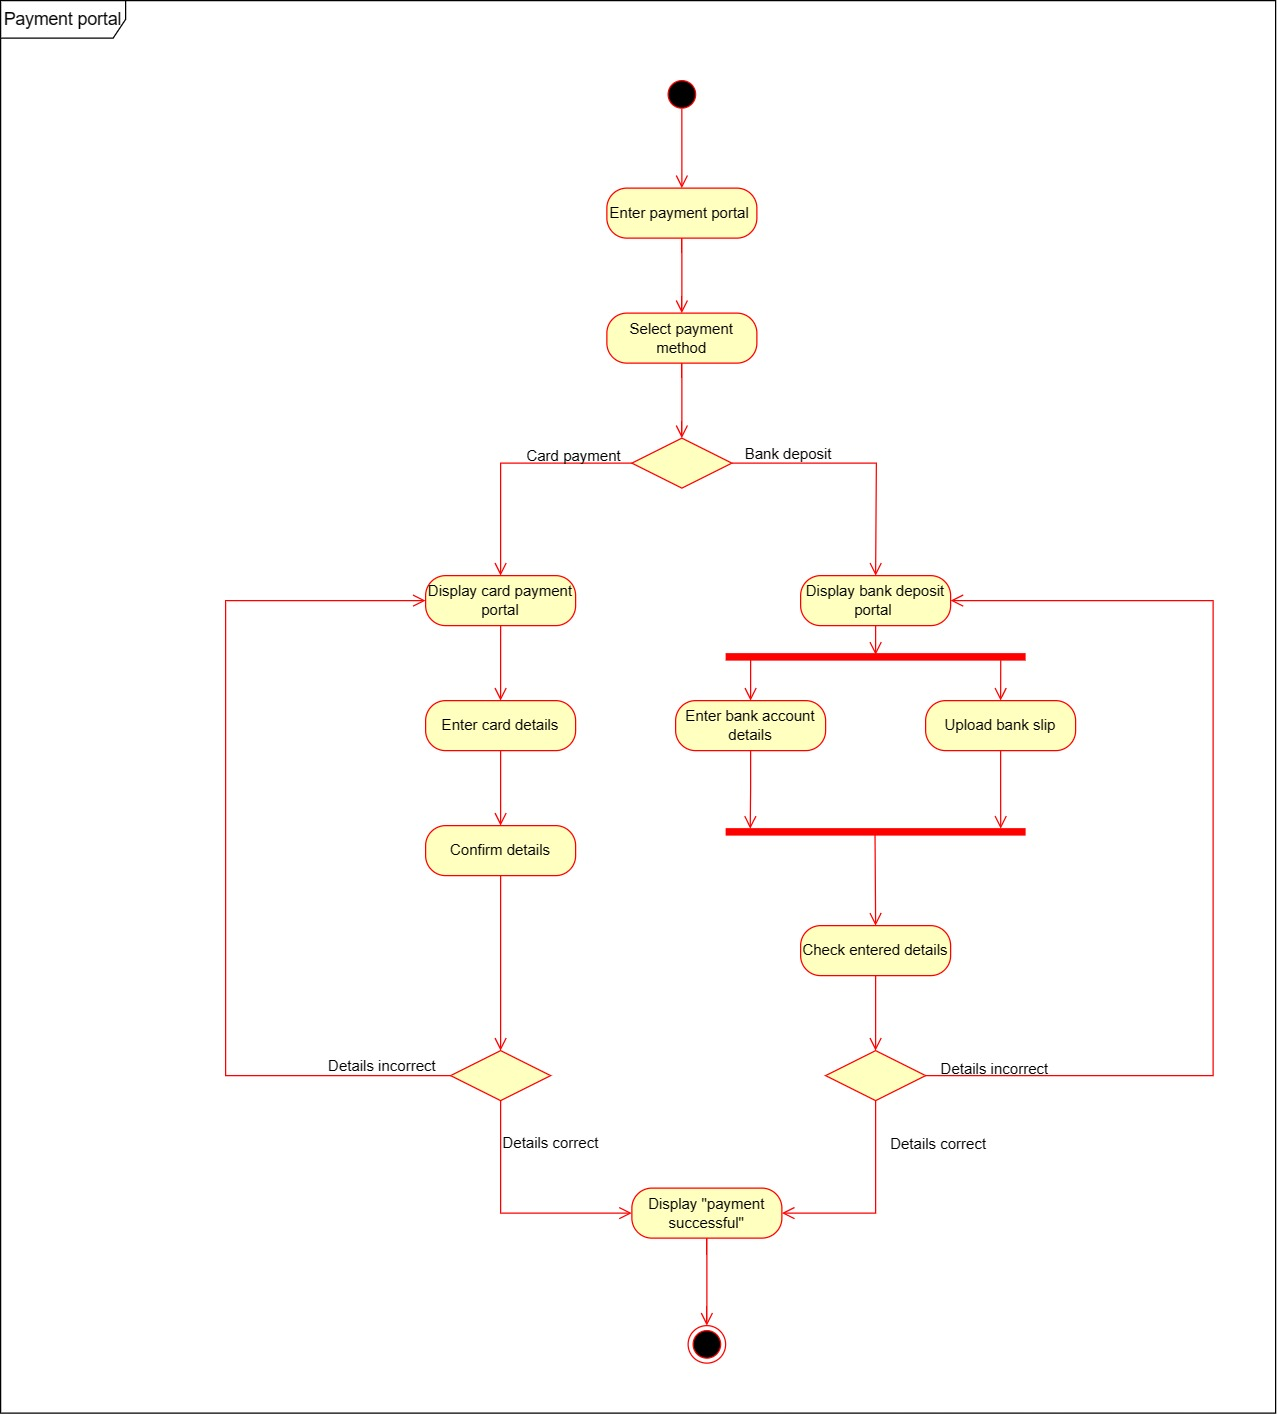 Payment portal
Enter payment portal
Select payment
method
Card payment
Bank deposit
Display card payment
portal
Display bank deposit
portal
Enter card details
Enter bank account
details
Upload bank slip
Confirm details
Check entered details
Details incorrect
Details incorrect
Details correct
Details correct
Display "payment
successful"